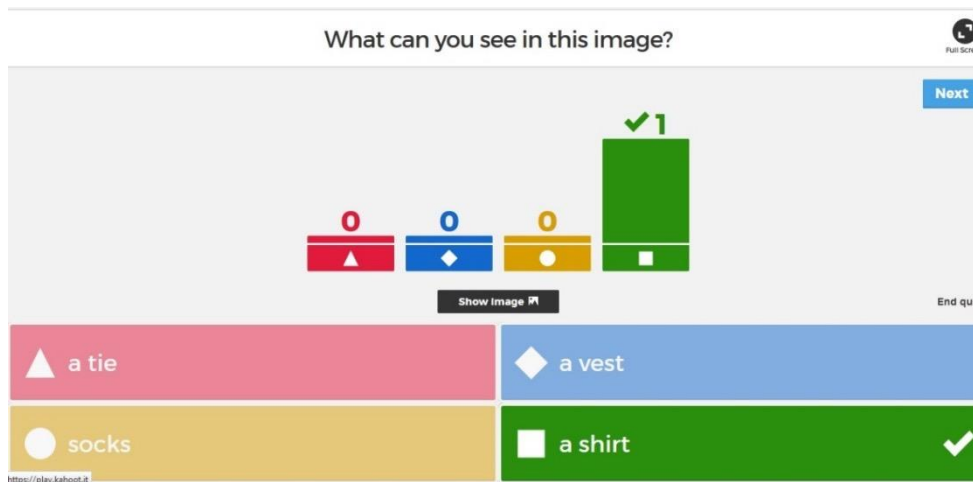 What can you see in this image?
Full Scre
Next
1
0 0 0
Show Image
End qu
a tie
a vest
socks
a shirt
https://play.kahoot.it